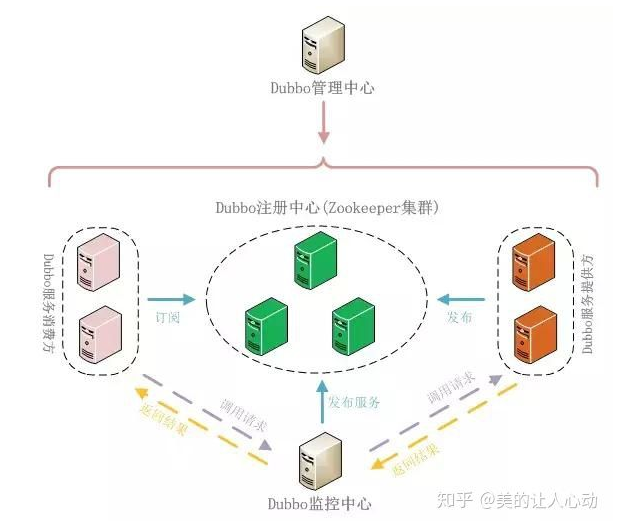 Dubbo管理中心
Dubbo注册中心(Zookeeper集群)
Dubbo服务消费方
订阅
发布
Dubbo服务提供方
发布服务
调用请求
返回结果
调用请求
返回结果
Dubbo监控中心
知乎 @美的让人心动